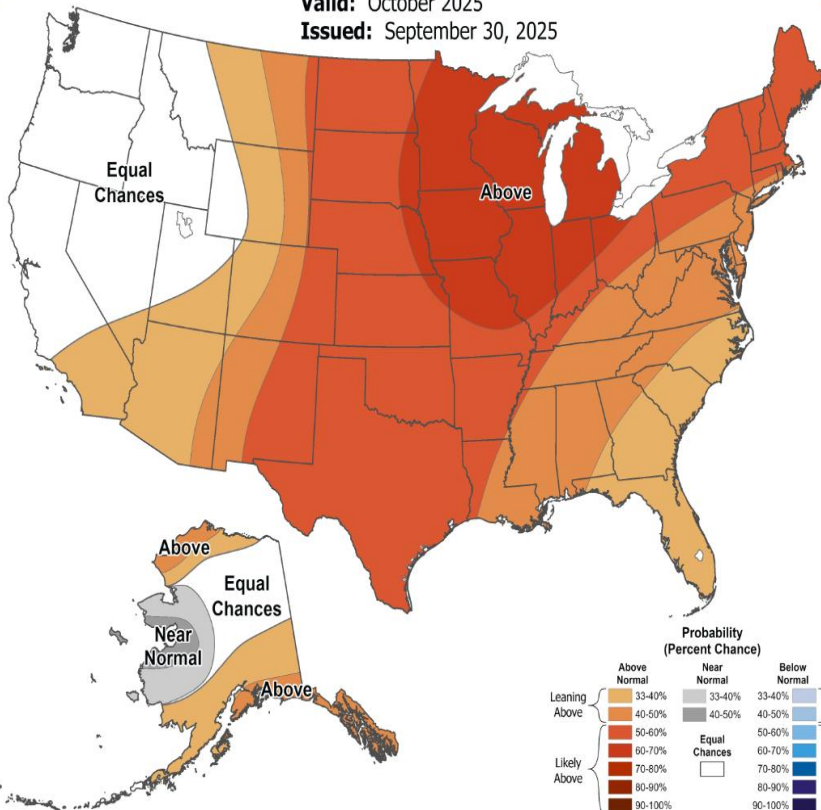 Valid: October 2025
Issued: September 30, 2025
Equal
Chances
Above
Above
Equal
Chances
Near
Normal
Above
Probability
(Percent Chance)
Above
Normal
Near
Normal
Below
Normal
Leaning
Above
33-40%
33-40%
33-40%
40-50%
40-50%
40-50%
Likely
Above
50-60%
Equal
Chances
50-60%
60-70%
60-70%
70-80%
70-80%
80-90%
80-90%
90-100%
90-100%